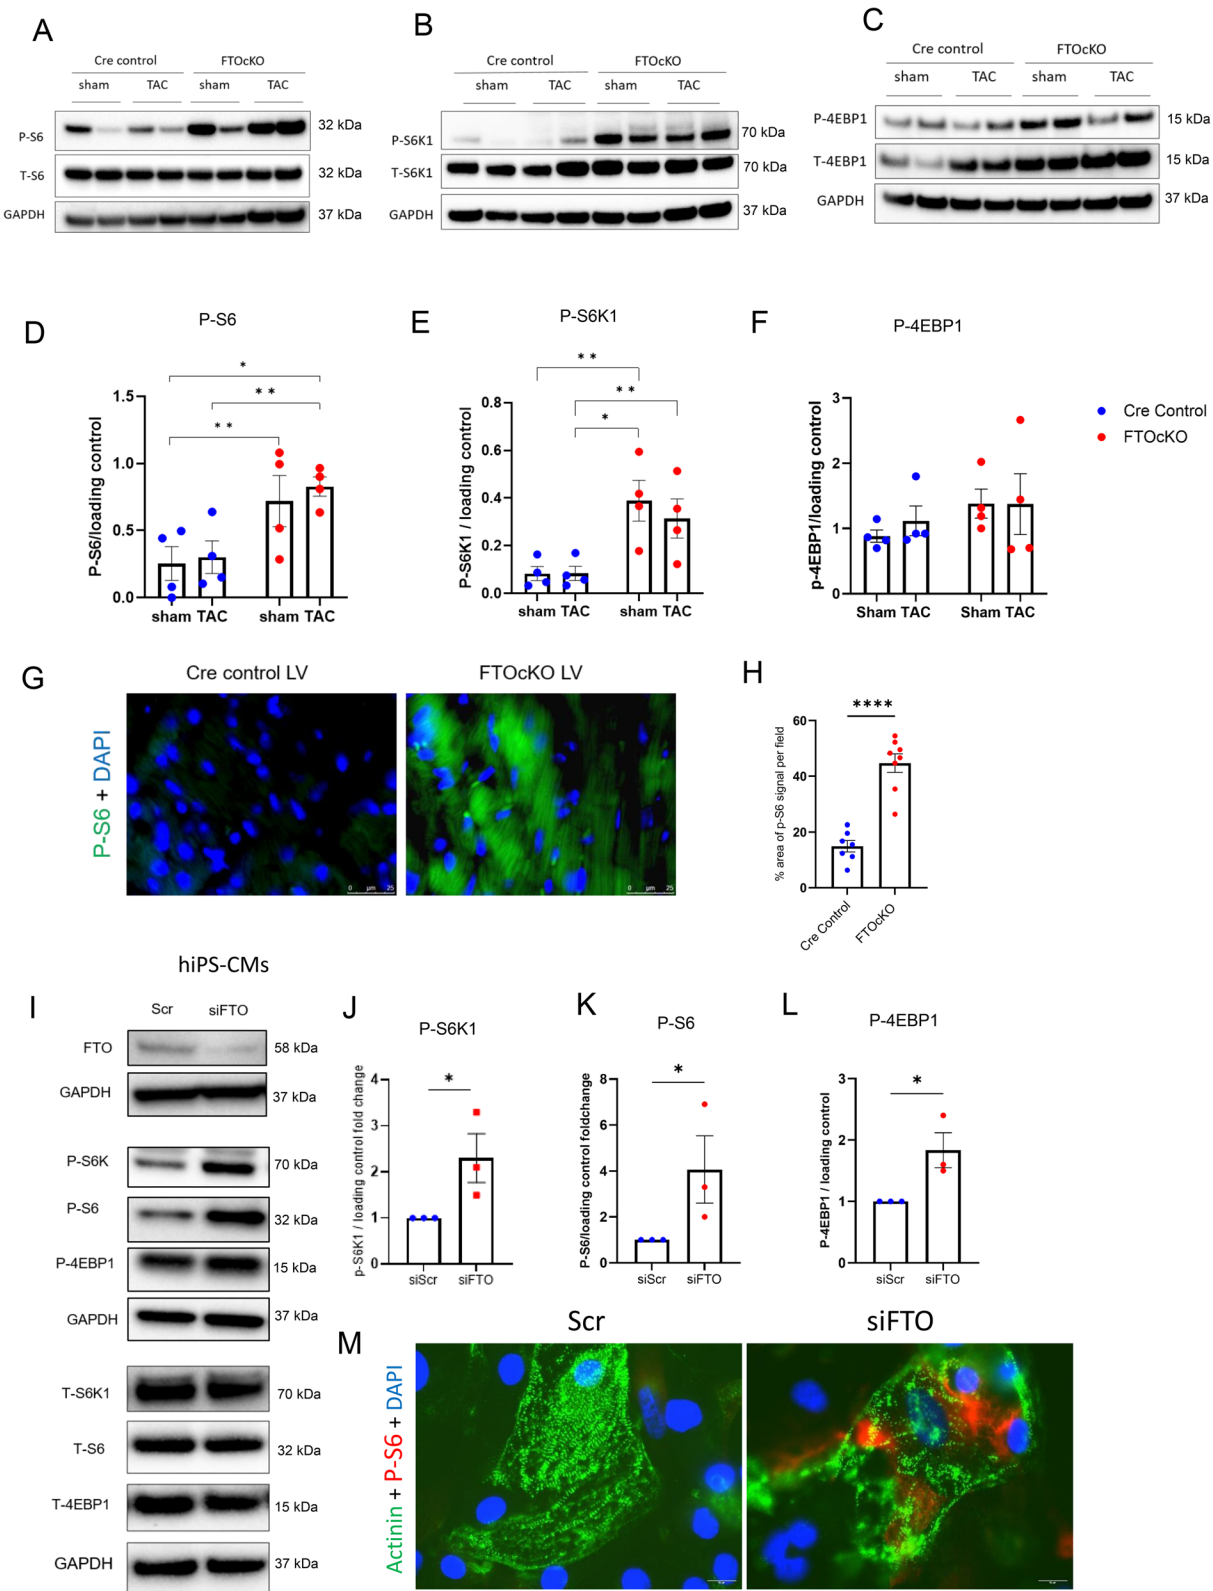 A
Cre control FTOcKO
sham TAC sham TAC
P-S6 32 kDa
T-S6 32 kDa
GAPDH 37 kDa
B
Cre control FTOcKO
sham TAC sham TAC
P-S6K1 70 kDa
T-S6K1 70 kDa
GAPDH 37 kDa
C
Cre control FTOcKO
sham TAC sham TAC
P-4EBP1 15 kDa
T-4EBP1 15 kDa
GAPDH 37 kDa
D
P-S6
P-S6/loading control
*
**
**
1.5
1.0
0.5
0.0
sham TAC sham TAC
E
P-S6K1
P-S6K1 / loading control
**
**
*
0.8
0.6
0.4
0.2
0.0
sham TAC sham TAC
F
P-4EBP1
p-4EBP1/loading control
3
2
1
0
Sham TAC Sham TAC
Cre Control
FTOcKO
G
Cre control LV FTOcKO LV
P-S6 + DAPI
0 µm 25
0 µm 25
H
% area of p-S6 signal per field
****
60
40
20
0
Cre Control
FTOcKO
hiPS-CMs
I
Scr siFTO
FTO 58 kDa
GAPDH 37 kDa
P-S6K 70 kDa
P-S6 32 kDa
P-4EBP1 15 kDa
GAPDH 37 kDa
T-S6K1 70 kDa
T-S6 32 kDa
T-4EBP1 15 kDa
GAPDH 37 kDa
J
P-S6K1
p-S6K1 / loading control fold change
*
4
3
2
1
0
siScr siFTO
K
P-S6
P-S6/loading control foldchange
*
8
6
4
2
0
siScr siFTO
L
P-4EBP1
P-4EBP1 / loading control
*
3
2
1
0
siScr siFTO
M
Scr siFTO
Actinin + P-S6 + DAPI